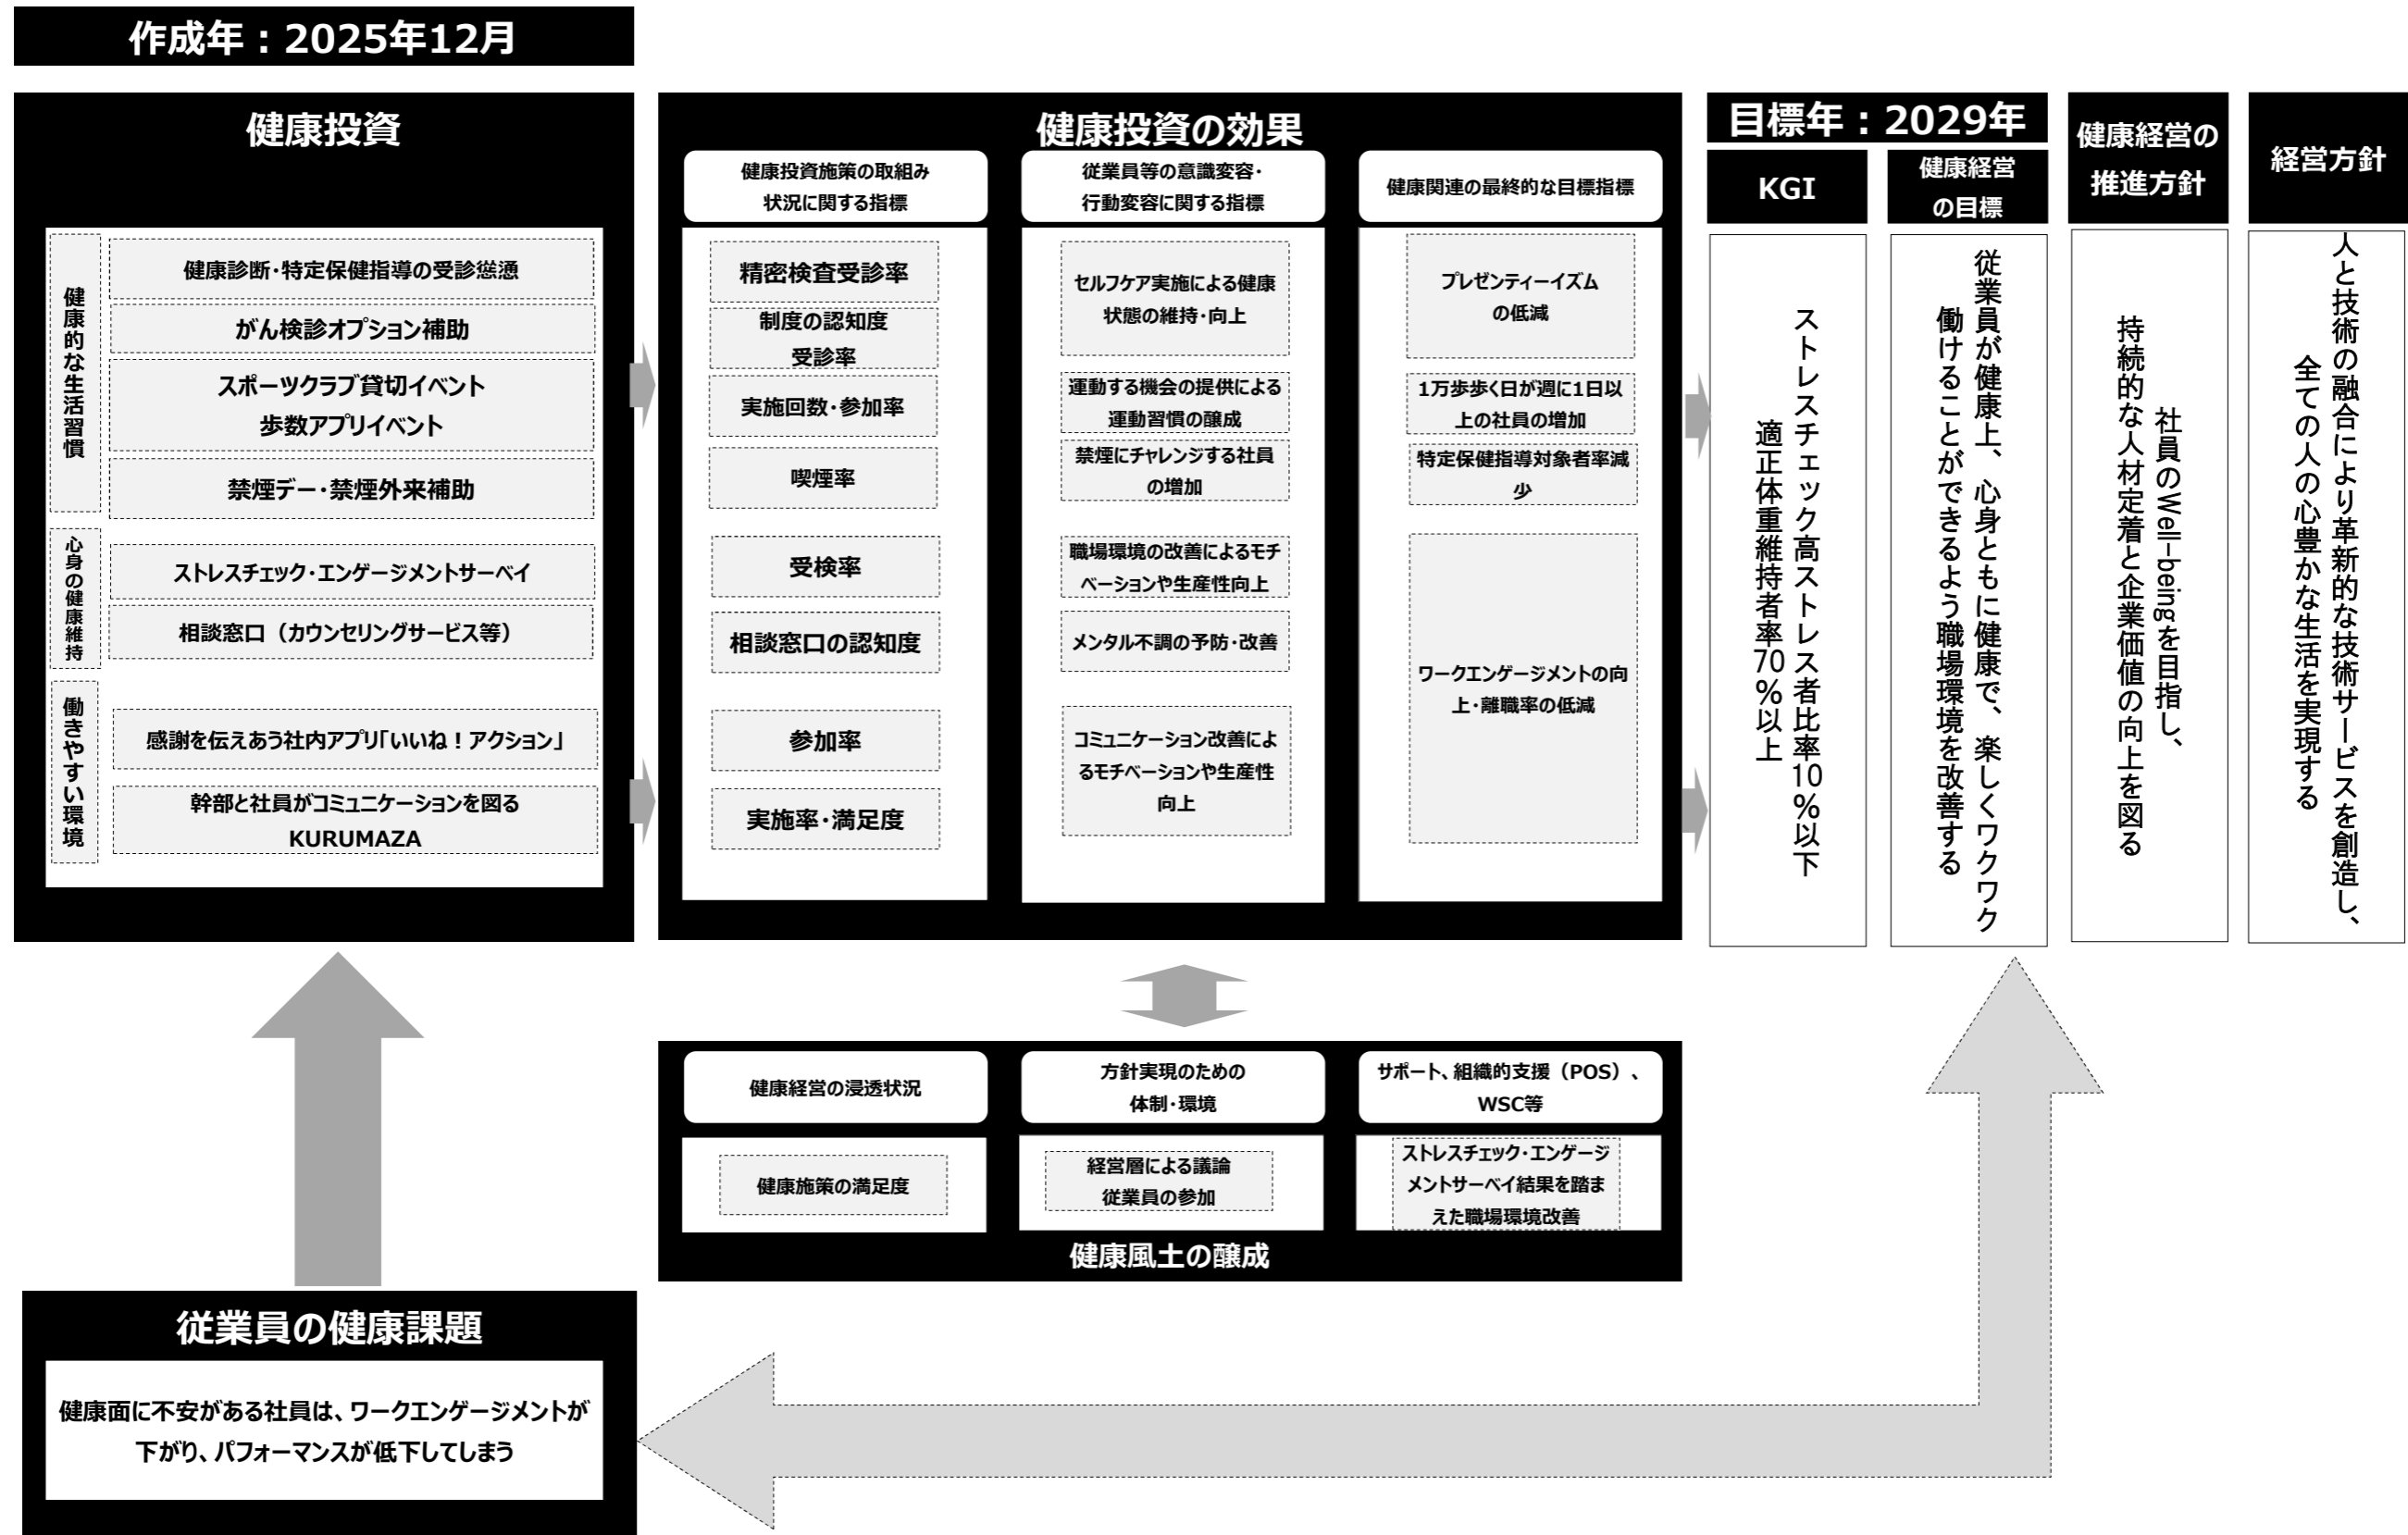 作成年：2025年12月
健康投資
健康的な生活習慣
健康診断・特定保健指導の受診慫慂
がん検診オプション補助
スポーツクラブ貸切イベント
歩数アプリイベント
禁煙デー・禁煙外来補助
心身の健康維持
ストレスチェック・エンゲージメントサーベイ
相談窓口（カウンセリングサービス等）
働きやすい環境
感謝を伝えあう社内アプリ「いいね！アクション」
幹部と社員がコミュニケーションを図る
KURUMAZA
健康投資の効果
健康投資施策の取組み
状況に関する指標
精密検査受診率
制度の認知度
受診率
実施回数・参加率
喫煙率
受検率
相談窓口の認知度
参加率
実施率・満足度
従業員等の意識変容・
行動変容に関する指標
セルフケア実施による健康
状態の維持・向上
運動する機会の提供による
運動習慣の醸成
禁煙にチャレンジする社員
の増加
職場環境の改善によるモチ
ベーションや生産性向上
メンタル不調の予防・改善
コミュニケーション改善によ
るモチベーションや生産性
向上
健康関連の最終的な目標指標
プレゼンティーイズム
の低減
1万歩歩く日が週に1日以
上の社員の増加
特定保健指導対象者率減
少
ワークエンゲージメントの向
上・離職率の低減
目標年：2029年
KGI
ストレスチェック高ストレス者比率10％以下
適正体重維持者率70％以上
健康経営
の目標
従業員が健康上、心身ともに健康で、楽しくワクワク
働けることができるよう職場環境を改善する
健康経営の
推進方針
社員のWell-beingを目指し、
持続的な人材定着と企業価値の向上を図る
経営方針
人と技術の融合により革新的な技術サービスを創造し、
全ての人の心豊かな生活を実現する
健康経営の浸透状況
健康施策の満足度
方針実現のための
体制・環境
経営層による議論
従業員の参加
サポート、組織的支援（POS）、
WSC等
ストレスチェック・エンゲージ
メントサーベイ結果を踏ま
えた職場環境改善
健康風土の醸成
従業員の健康課題
健康面に不安がある社員は、ワークエンゲージメントが
下がり、パフォーマンスが低下してしまう